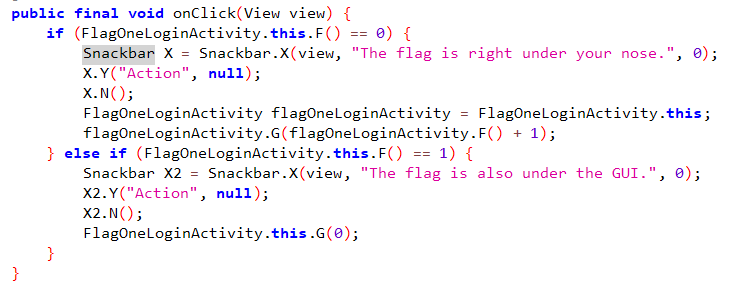 public final void onClick(View view) {
if (FlagOneLoginActivity.this.F() == 0) {
Snackbar X = Snackbar.X(view, "The flag is right under your nose.", 0);
X.Y("Action", null);
X.N();
FlagOneLoginActivity flagOneLoginActivity = FlagOneLoginActivity.this;
flagOneLoginActivity.G(flagOneLoginActivity.F() + 1);
} else if (FlagOneLoginActivity.this.F() == 1) {
Snackbar X2 = Snackbar.X(view, "The flag is also under the GUI.", 0);
X2.Y("Action", null);
X2.N();
FlagOneLoginActivity.this.G(0);
}
}